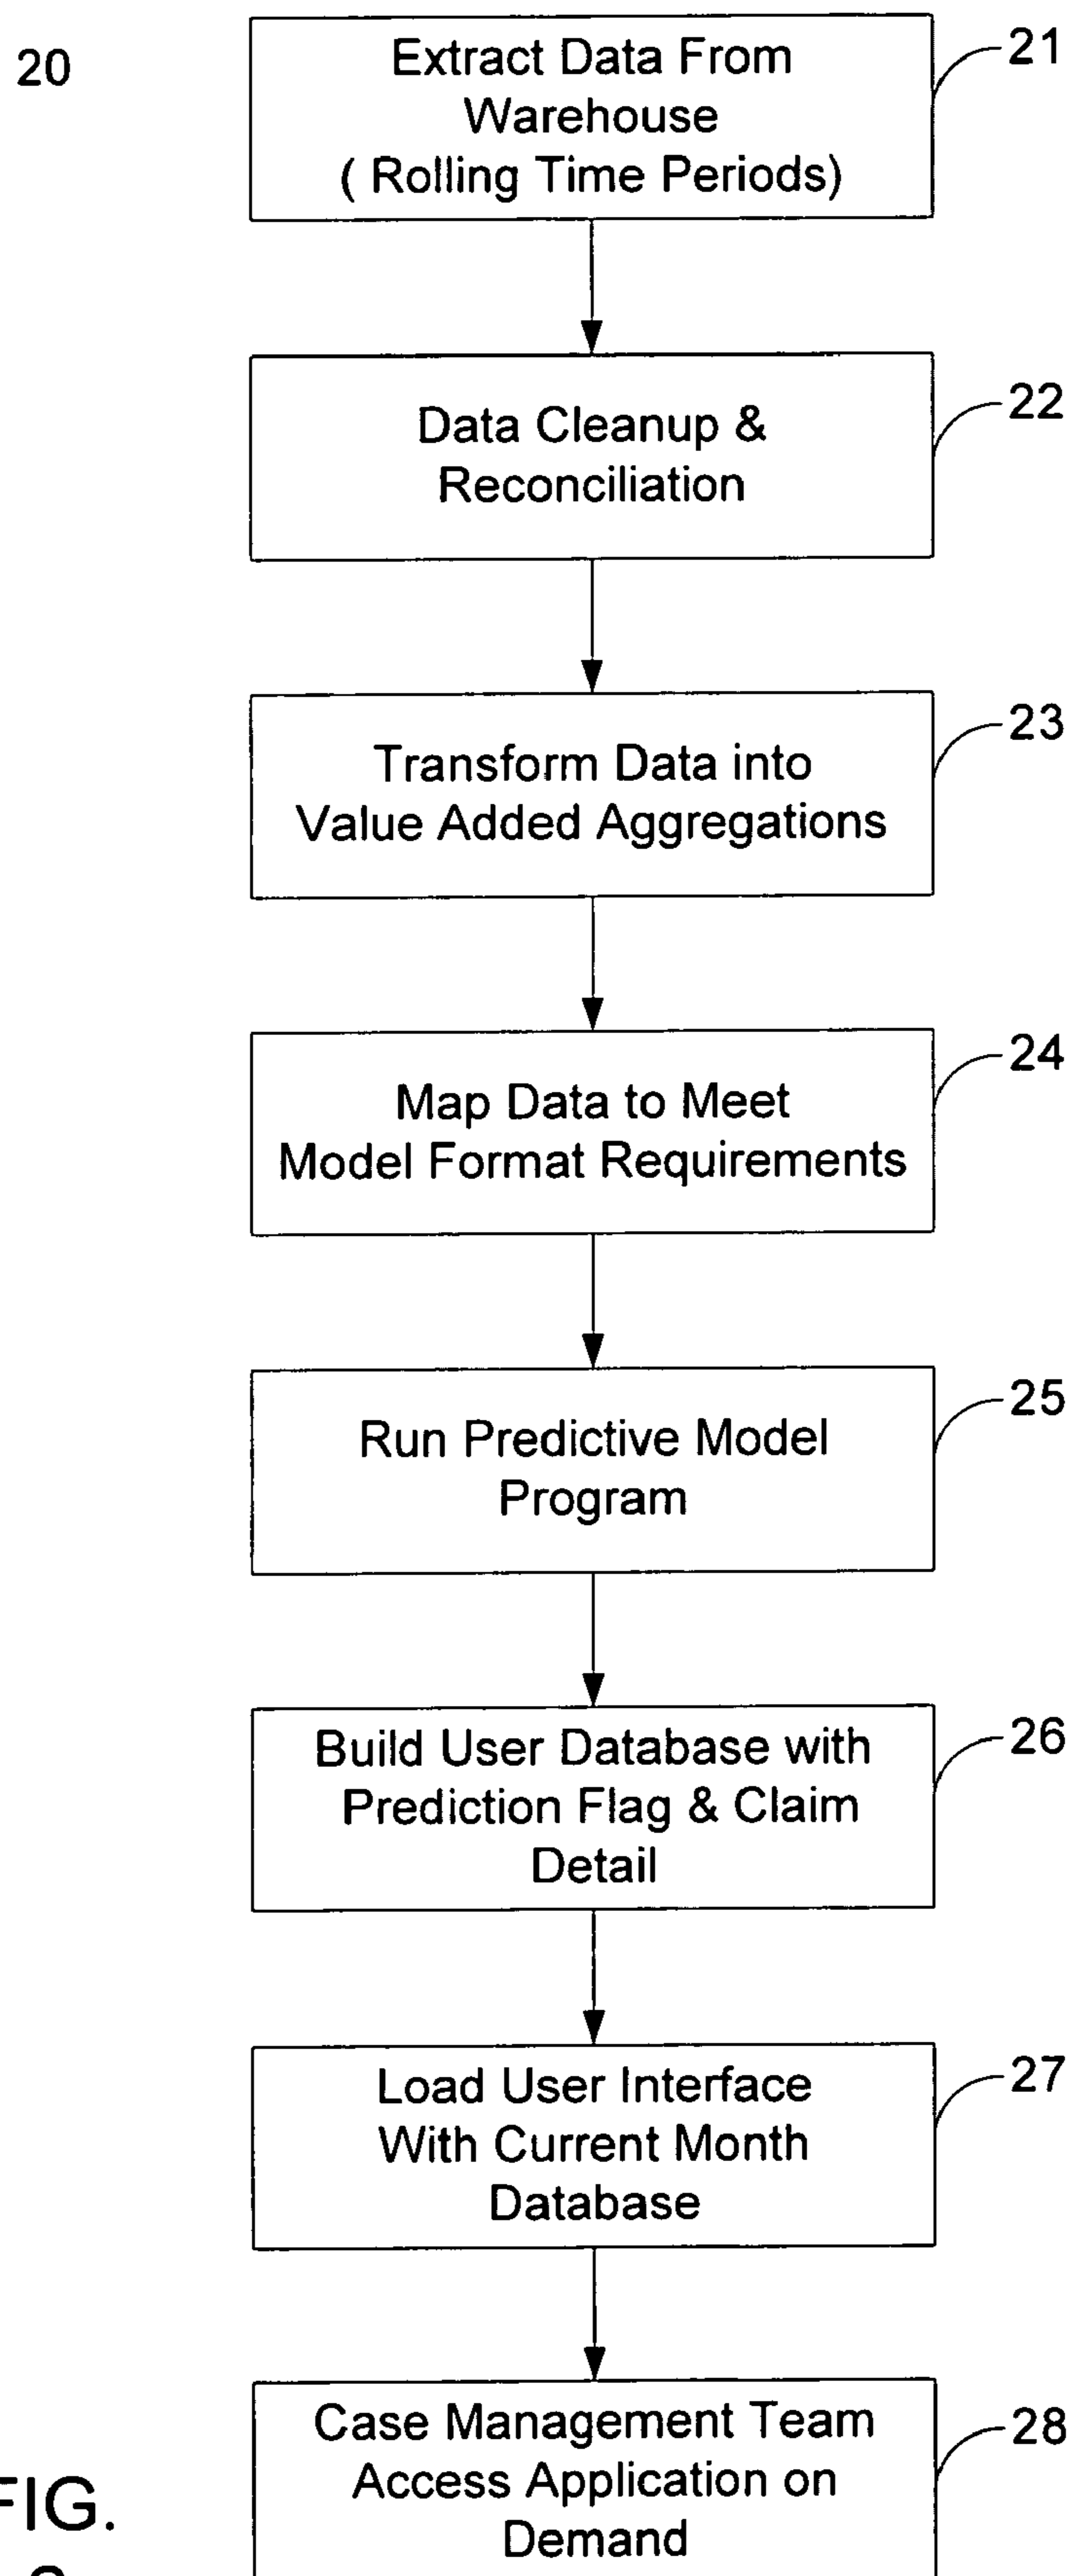 20
Extract Data From
Warehouse
( Rolling Time Periods)
21
Data Cleanup &
Reconciliation
22
Transform Data into
Value Added Aggregations
23
Map Data to Meet
Model Format Requirements
24
Run Predictive Model
Program
25
Build User Database with
Prediction Flag & Claim
Detail
26
Load User Interface
With Current Month
Database
27
Case Management Team
Access Application on
Demand
28
FIG.